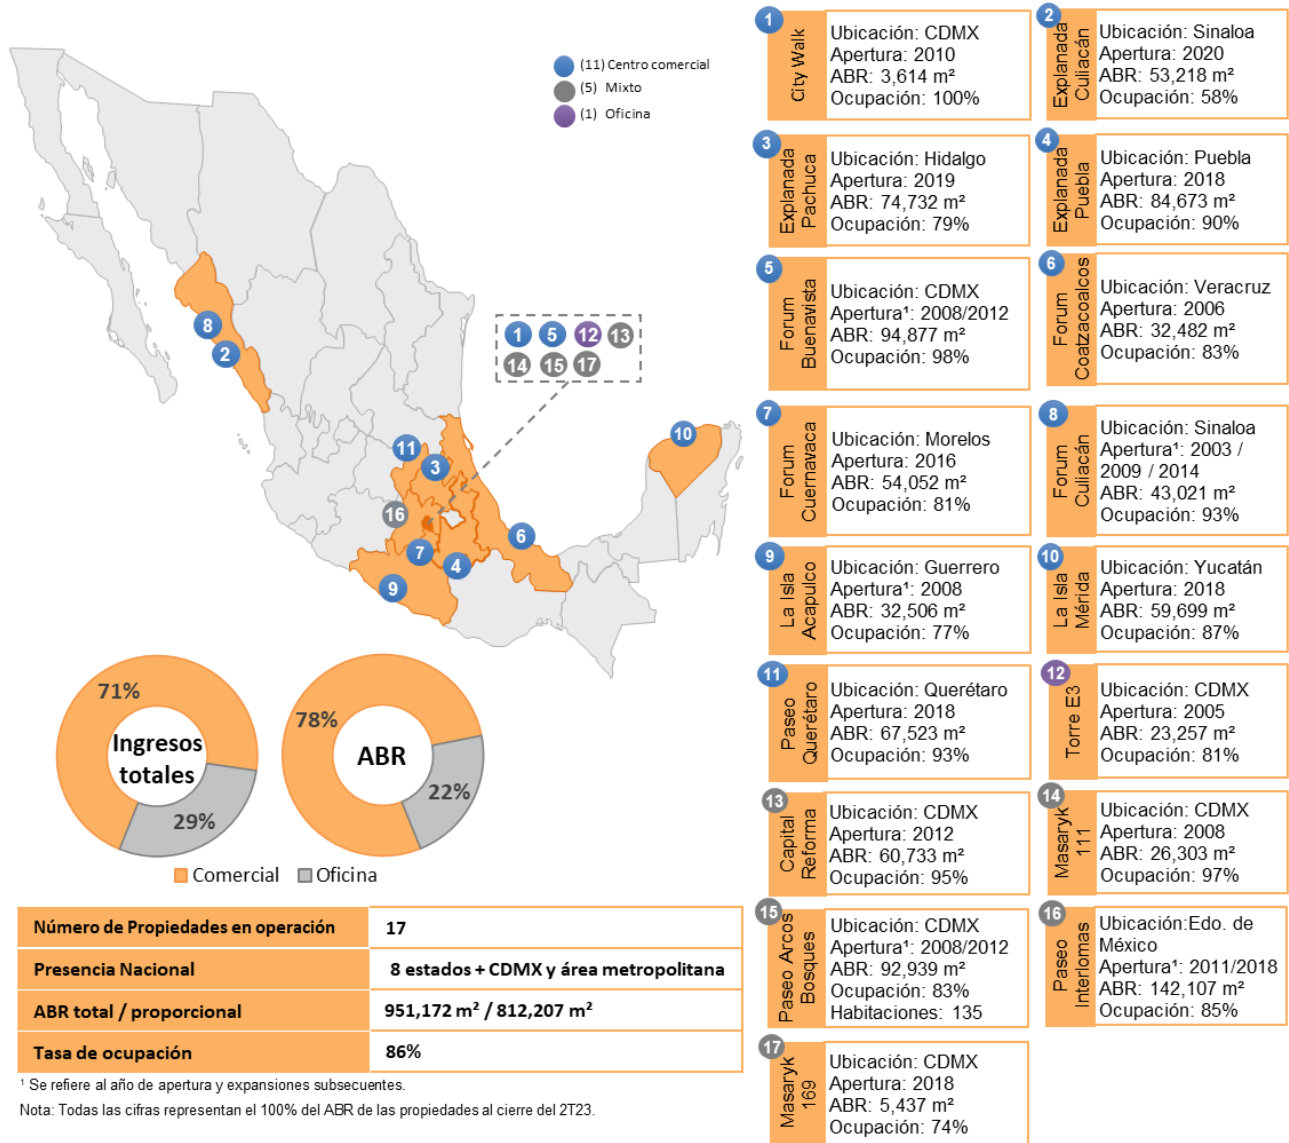 (11) Centro comercial
(5) Mixto
(1) Oficina
8
2
1
5
12
13
14
15
17
10
11
3
16
7
4
6
9
71%
29%
Ingresos
totales
78%
22%
ABR
Comercial
Oficina
Número de Propiedades en operación
17
Presencia Nacional
8 estados + CDMX y área metropolitana
ABR total / proporcional
951,172 m² / 812,207 m²
Tasa de ocupación
86%
¹ Se refiere al año de apertura y expansiones subsecuentes.
Nota: Todas las cifras representan el 100% del ABR de las propiedades al cierre del 2T23.
1
City Walk
Ubicación: CDMX
Apertura: 2010
ABR: 3,614 m²
Ocupación: 100%
2
Explanada
Culiacán
Ubicación: Sinaloa
Apertura: 2020
ABR: 53,218 m²
Ocupación: 58%
3
Explanada
Pachuca
Ubicación: Hidalgo
Apertura: 2019
ABR: 74,732 m²
Ocupación: 79%
4
Explanada
Puebla
Ubicación: Puebla
Apertura: 2018
ABR: 84,673 m²
Ocupación: 90%
5
Forum
Buenavista
Ubicación: CDMX
Apertura¹: 2008/2012
ABR: 94,877 m²
Ocupación: 98%
6
Forum
Coatzacoalcos
Ubicación: Veracruz
Apertura: 2006
ABR: 32,482 m²
Ocupación: 83%
7
Forum
Cuernavaca
Ubicación: Morelos
Apertura: 2016
ABR: 54,052 m²
Ocupación: 81%
8
Forum
Culiacán
Ubicación: Sinaloa
Apertura¹: 2003 /
2009 / 2014
ABR: 43,021 m²
Ocupación: 93%
9
La Isla
Acapulco
Ubicación: Guerrero
Apertura¹: 2008
ABR: 32,506 m²
Ocupación: 77%
10
La Isla
Mérida
Ubicación: Yucatán
Apertura: 2018
ABR: 59,699 m²
Ocupación: 87%
11
Paseo
Querétaro
Ubicación: Querétaro
Apertura: 2018
ABR: 67,523 m²
Ocupación: 93%
12
Torre E3
Ubicación: CDMX
Apertura: 2005
ABR: 23,257 m²
Ocupación: 81%
13
Capital
Reforma
Ubicación: CDMX
Apertura: 2012
ABR: 60,733 m²
Ocupación: 95%
14
Masaryk
111
Ubicación: CDMX
Apertura: 2008
ABR: 26,303 m²
Ocupación: 97%
15
Paseo Arcos
Bosques
Ubicación: CDMX
Apertura¹: 2008/2012
ABR: 92,939 m²
Ocupación: 83%
Habitaciones: 135
16
Paseo
Interlomas
Ubicación:Edo. de
México
Apertura¹: 2011/2018
ABR: 142,107 m²
Ocupación: 85%
17
Masaryk
169
Ubicación: CDMX
Apertura: 2018
ABR: 5,437 m²
Ocupación: 74%